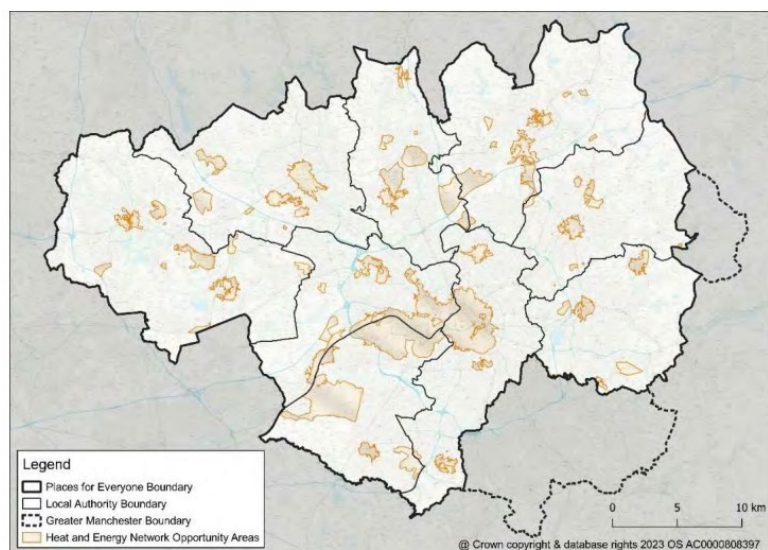 Legend
Places for Everyone Boundary
Local Authority Boundary
Greater Manchester Boundary
Heat and Energy Network Opportunity Areas
0 5 10 km
@ Crown copyright & database rights 2023 OS AC0000808397